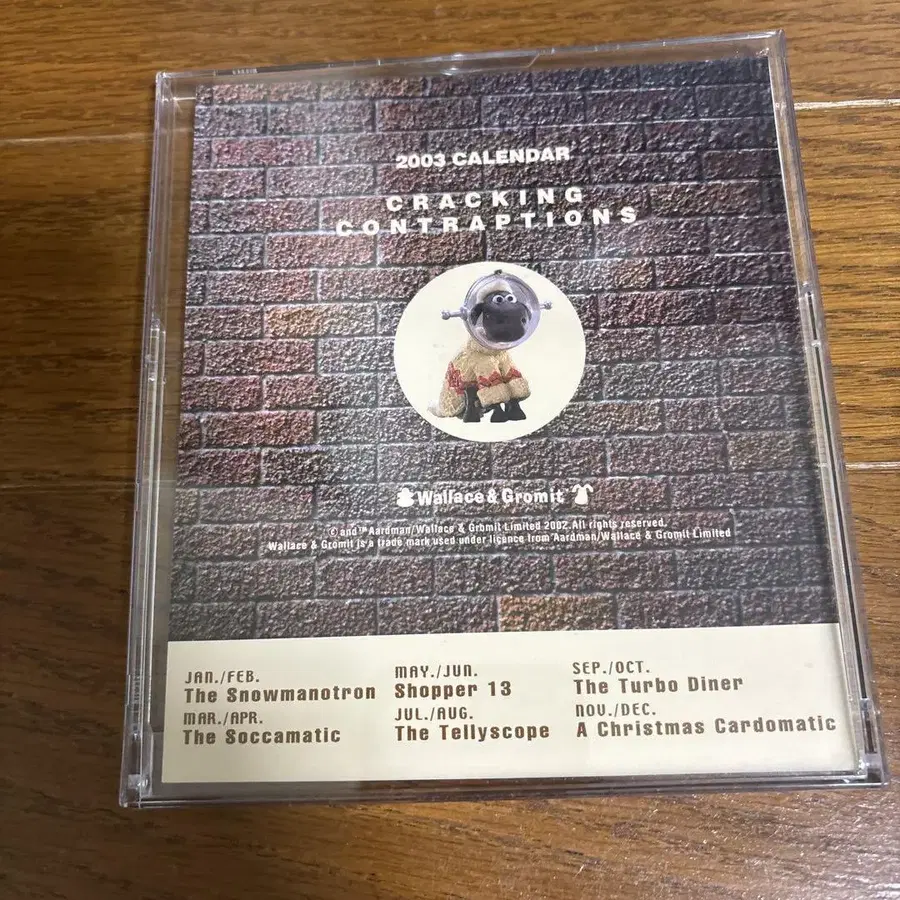 2003 CALENDAR
CRACKING
CONTRAPTIONS
Wallace & Gromit
© and ™ Aardman/Wallace & Gromit Limited 2002. All rights reserved.
Wallace & Gromit is a trade mark used under licence from Aardman/Wallace & Gromit Limited
JAN./FEB.
The Snowmanotron
MAR./APR.
The Soccamatic
MAY./JUN.
Shopper 13
JUL./AUG.
The Tellyscope
SEP./OCT.
The Turbo Diner
NOV./DEC.
A Christmas Cardomatic